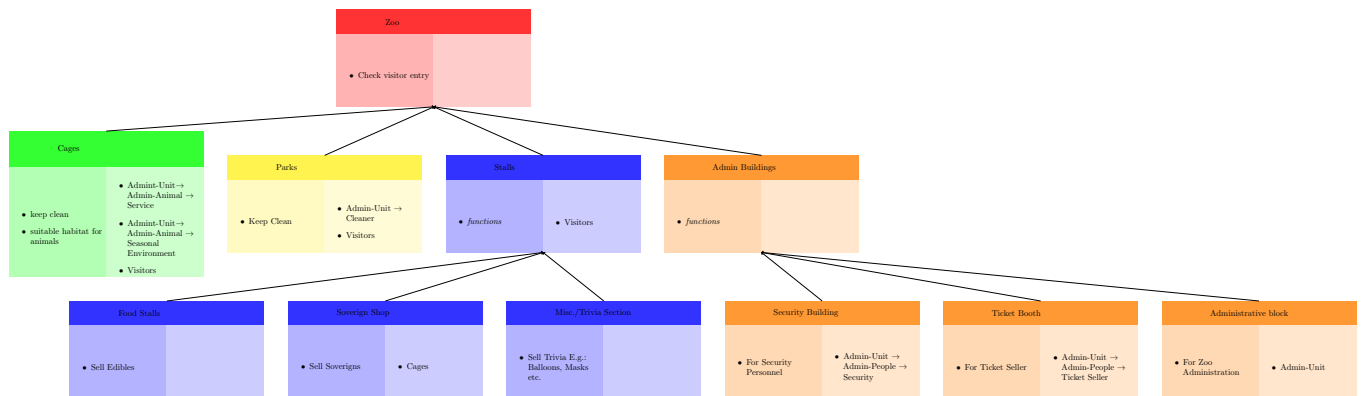 Zoo
• Check visitor entry
Cages
• keep clean
• suitable habitat for
animals
• Admint-Unit→
Admin-Animal →
Service
• Admint-Unit→
Admin-Animal →
Seasonal
Environment
• Visitors
Parks
• Keep Clean
• Admin-Unit →
Cleaner
• Visitors
Stalls
• functions
• Visitors
Admin Buildings
• functions
Food Stalls
• Sell Edibles
Soverign Shop
• Sell Soverigns
• Cages
Misc./Trivia Section
• Sell Trivia E.g.:
Balloons, Masks
etc.
Security Building
• For Security
Personnel
• Admin-Unit →
Admin-People →
Security
Ticket Booth
• For Ticket Seller
• Admin-Unit →
Admin-People →
Ticket Seller
Administrative block
• For Zoo
Administration
• Admin-Unit